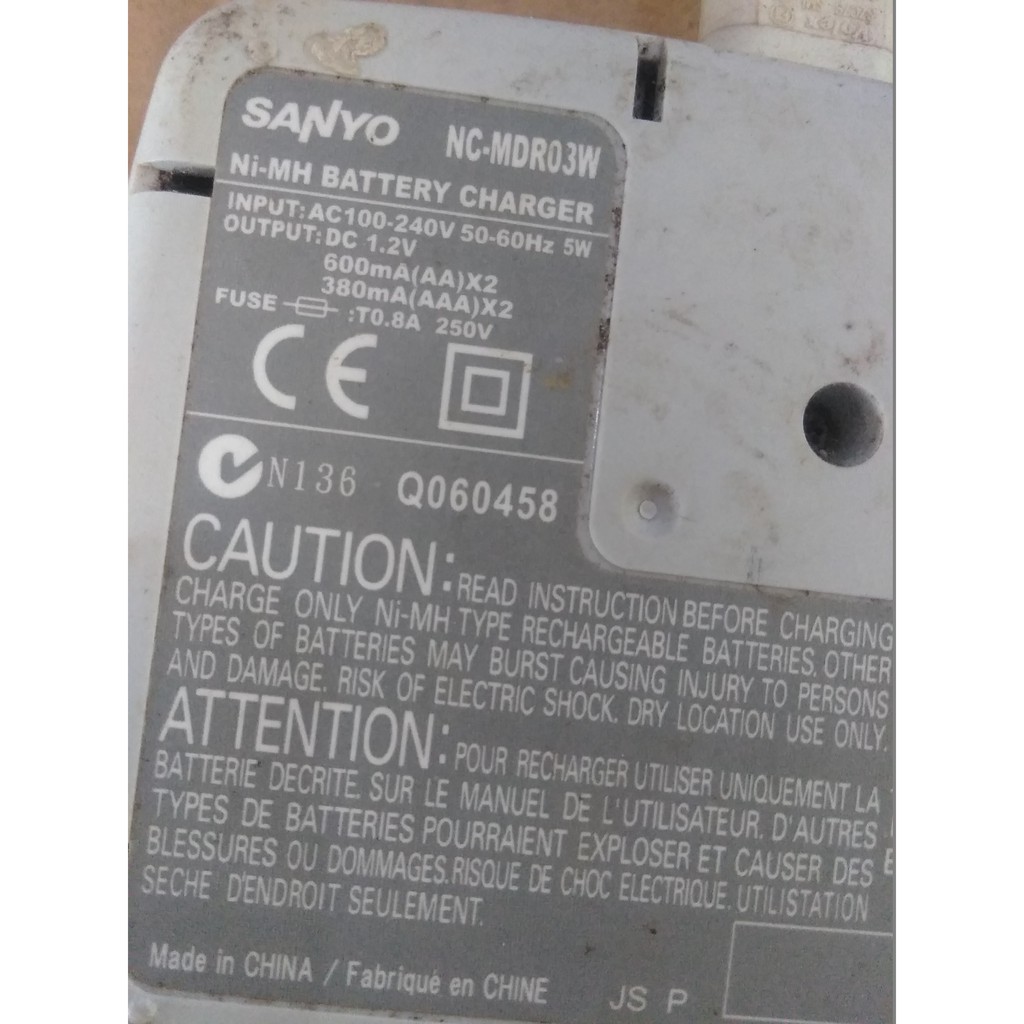 SANYO NC-MDR03W
Ni-MH BATTERY CHARGER
INPUT:AC100-240V 50-60Hz 5W
OUTPUT:DC 1.2V
600mA(AA)X2
380mA(AAA)X2
FUSE :T0.8A 250V
CE
N136 Q060458
CAUTION: READ INSTRUCTION BEFORE CHARGING
CHARGE ONLY Ni-MH TYPE RECHARGEABLE BATTERIES, OTHER
TYPES OF BATTERIES MAY BURST CAUSING INJURY TO PERSONS
AND DAMAGE. RISK OF ELECTRIC SHOCK. DRY LOCATION USE ONLY.
ATTENTION: POUR RECHARGER UTILISER UNIQUEMENT LA
BATTERIE DECRITE. SUR LE MANUEL DE L'UTILISATEUR. D'AUTRES
TYPES DE BATTERIES POURRAIENT EXPLOSER ET CAUSER DES
BLESSURES OU DOMMAGES. RISQUE DE CHOC ELECTRIQUE. UTILISTATION
SECHE D'ENDROIT SEULEMENT.
Made in CHINA / Fabriqué en CHINE
JS P